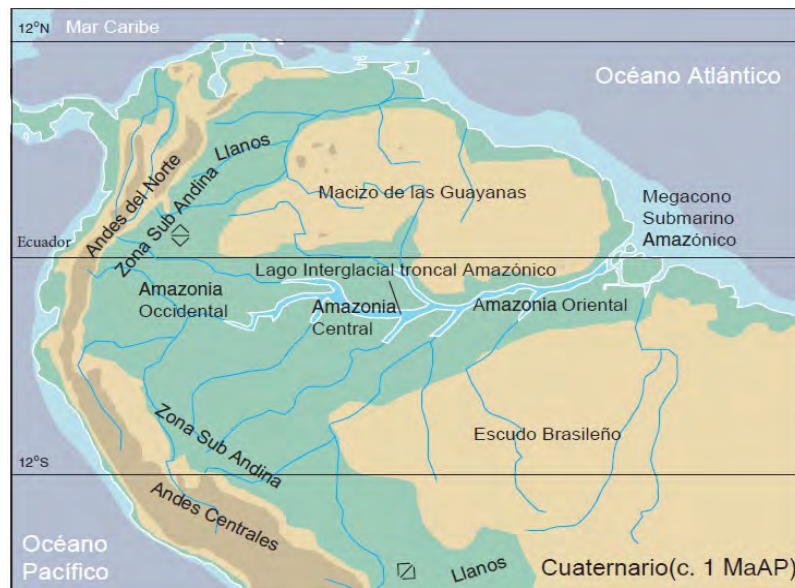 12°N
Mar Caribe
Océano Atlántico
Llanos
Andes del Norte
Zona Sub Andina
Macizo de las Guayanas
Megacono
Submarino
Amazónico
Ecuador
Lago Interglacial troncal Amazónico
Amazonia
Occidental
Amazonia
Central
Amazonia Oriental
Zona Sub Andina
Escudo Brasileño
12°S
Andes Centrales
Océano
Pacífico
Llanos
Cuaternario(c. 1 MaAP)